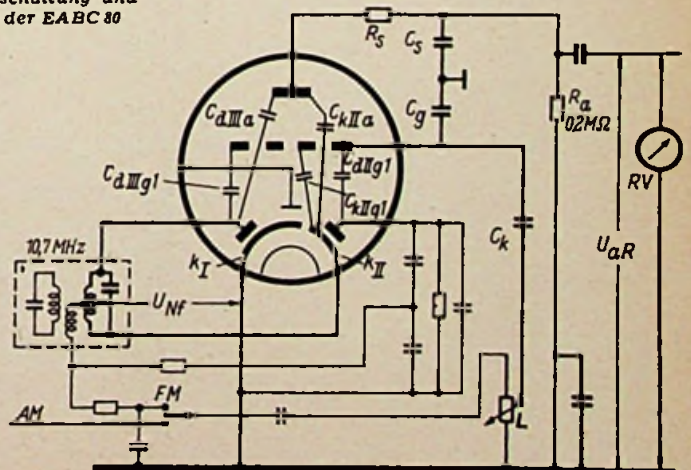 schaltung und
der EABC 80
R_s
C_s
C_g
R_a
0,2MΩ
RV
U_aR
C_k
C_dIIIa
C_kIIa
C_dIIg1
C_kIIg1
C_dIIIg1
k_I
k_II
10,7 MHz
U_Nf
FM
AM
L